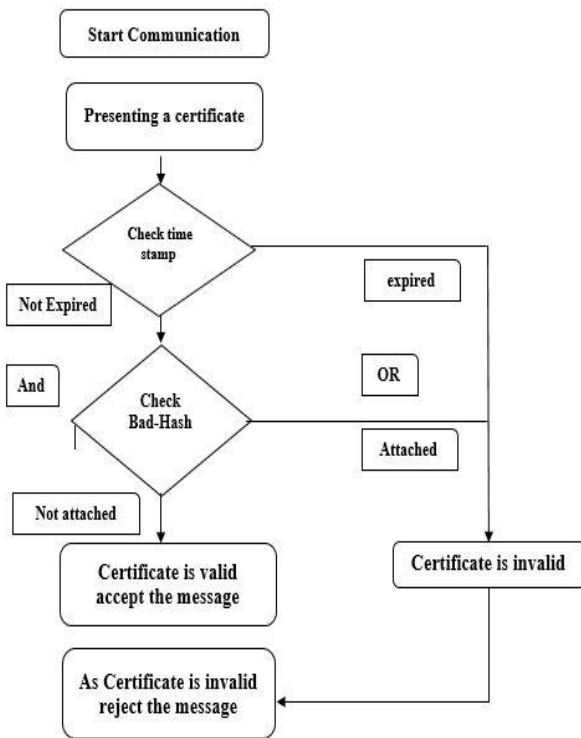 Start Communication
Presenting a certificate
Check time
stamp
expired
Not Expired
And
OR
Check
Bad-Hash
Attached
Not attached
Certificate is valid
accept the message
Certificate is invalid
As Certificate is invalid
reject the message